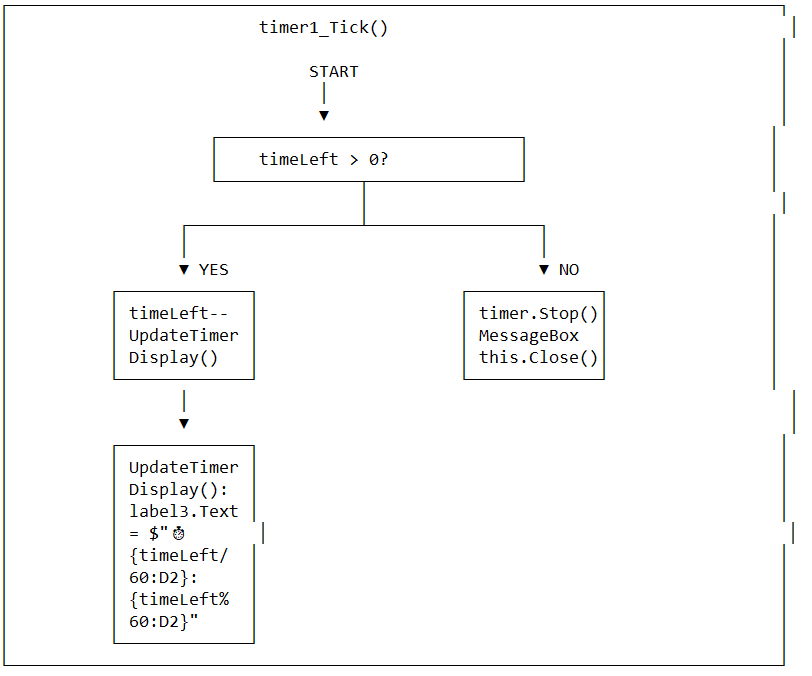 timer1_Tick()
START
▼
timeLeft > 0?
▼ YES
▼ NO
timeLeft--
UpdateTimer
Display()
timer.Stop()
MessageBox
this.Close()
▼
UpdateTimer
Display():
label3.Text
= $"⏱
{timeLeft/
60:D2}:
{timeLeft%
60:D2}"